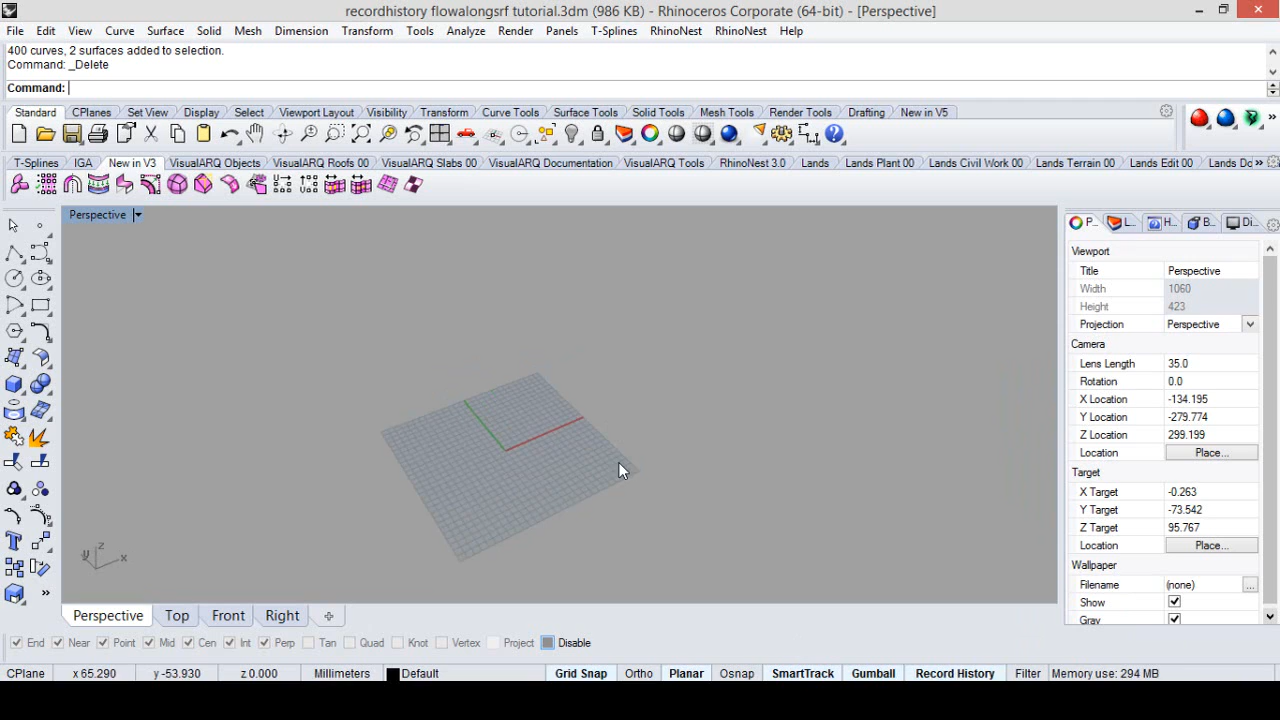 recordhistory flowalongsrf tutorial.3dm (986 KB) - Rhinoceros Corporate (64-bit) - [Perspective]
File Edit View Curve Surface Solid Mesh Dimension Transform Tools Analyze Render Panels T-Splines RhinoNest RhinoNest Help
400 curves, 2 surfaces added to selection.
Command: _Delete
Command:
Standard CPlanes Set View Display Select Viewport Layout Visibility Transform Curve Tools Surface Tools Solid Tools Mesh Tools Render Tools Drafting New in V5
T-Splines IGA New in V3 VisualARQ Objects VisualARQ Roofs 00 VisualARQ Slabs 00 VisualARQ Documentation VisualARQ Tools RhinoNest 3.0 Lands Lands Plant 00 Lands Civil Work 00 Lands Terrain 00 Lands Edit 00 Lands Do
Perspective
P... L... H... B... Di...
Viewport
Title Perspective
Width 1060
Height 423
Projection Perspective
Camera
Lens Length 35.0
Rotation 0.0
X Location -134.195
Y Location -279.774
Z Location 299.199
Location Place...
Target
X Target -0.263
Y Target -73.542
Z Target 95.767
Location Place...
Wallpaper
Filename (none) ...
Show
Gray
z
y x
Perspective Top Front Right
End Near Point Mid Cen Int Perp Tan Quad Knot Vertex Project Disable
CPlane x 65.290 y -53.930 z 0.000 Millimeters Default Grid Snap Ortho Planar Osnap SmartTrack Gumball Record History Filter Memory use: 294 MB